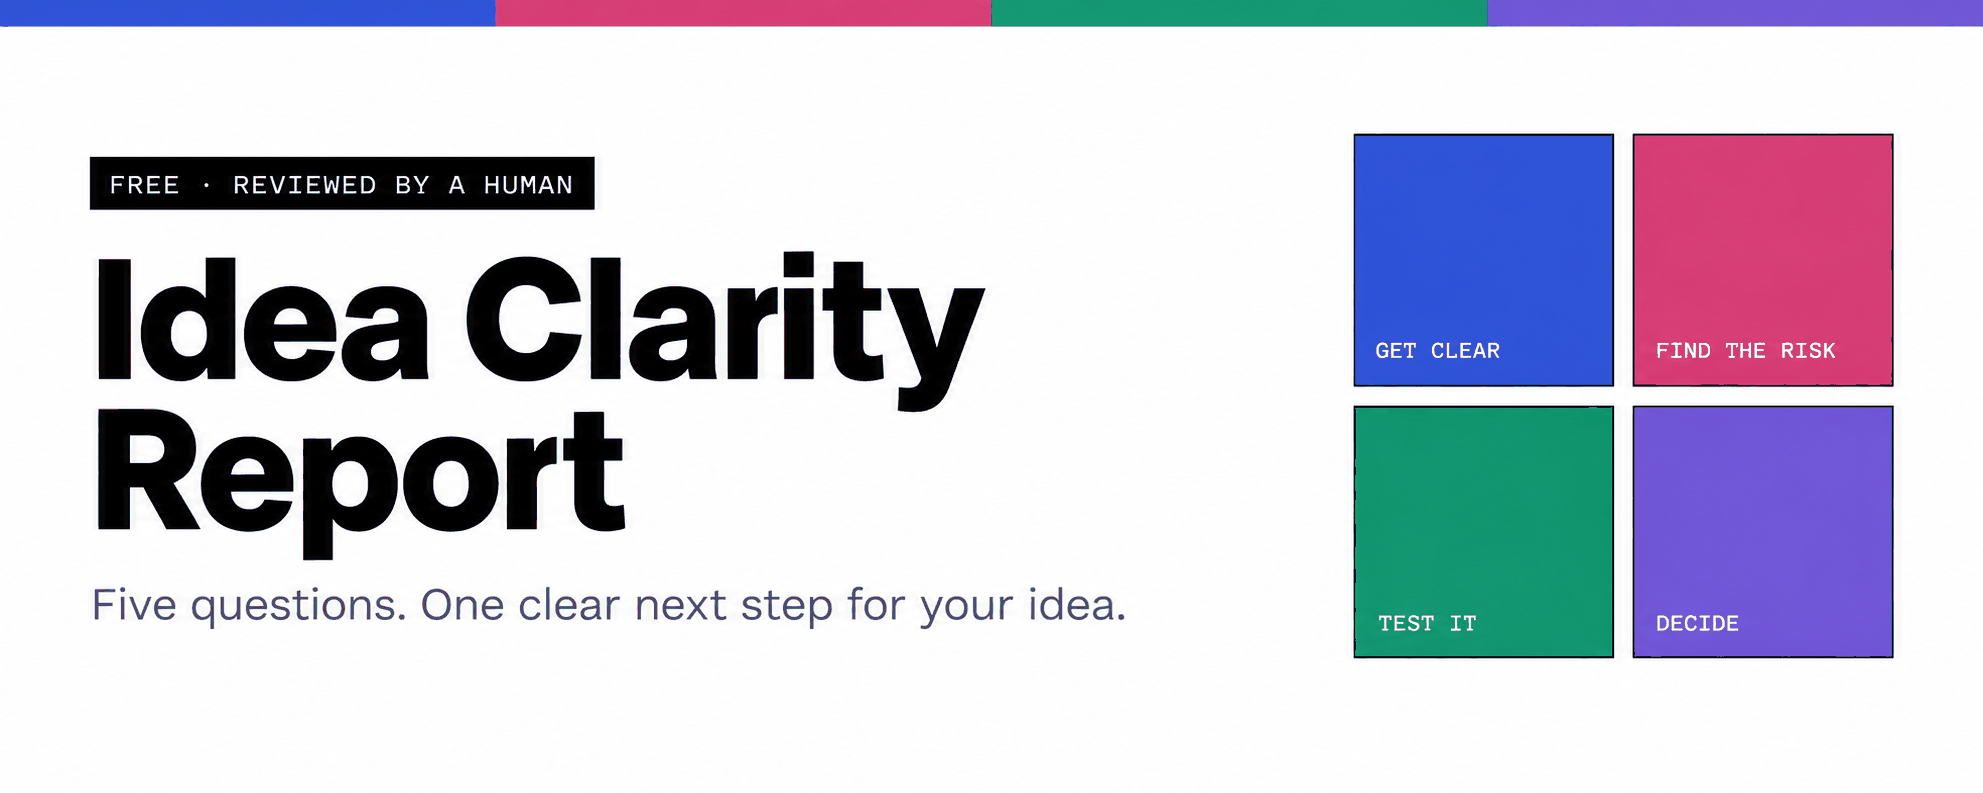 FREE · REVIEWED BY A HUMAN
Idea Clarity
Report
Five questions. One clear next step for your idea.
GET CLEAR
FIND THE RISK
TEST IT
DECIDE